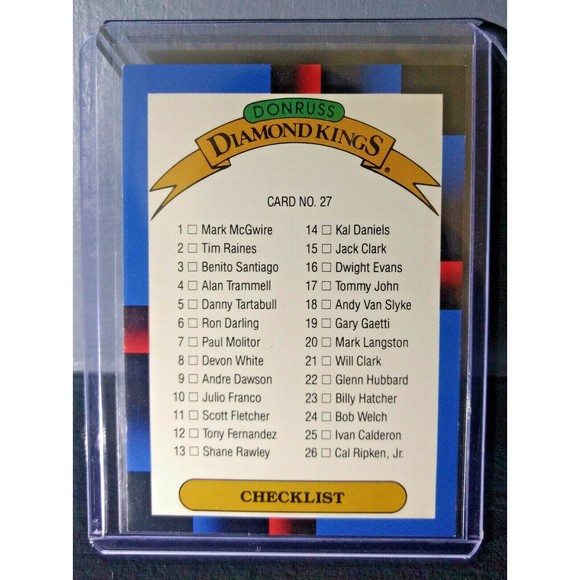 DONRUSS
DIAMOND KINGS®
CARD NO. 27
1 Mark McGwire
2 Tim Raines
3 Benito Santiago
4 Alan Trammell
5 Danny Tartabull
6 Ron Darling
7 Paul Molitor
8 Devon White
9 Andre Dawson
10 Julio Franco
11 Scott Fletcher
12 Tony Fernandez
13 Shane Rawley
14 Kal Daniels
15 Jack Clark
16 Dwight Evans
17 Tommy John
18 Andy Van Slyke
19 Gary Gaetti
20 Mark Langston
21 Will Clark
22 Glenn Hubbard
23 Billy Hatcher
24 Bob Welch
25 Ivan Calderon
26 Cal Ripken, Jr.
CHECKLIST